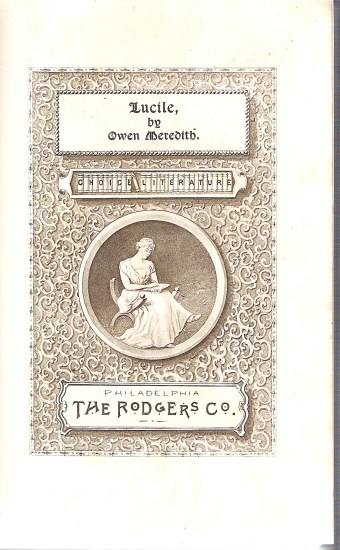 Lucile,
by
Owen Meredith.
CHOICE LITERATURE
PHILADELPHIA
THE RODGERS CO.